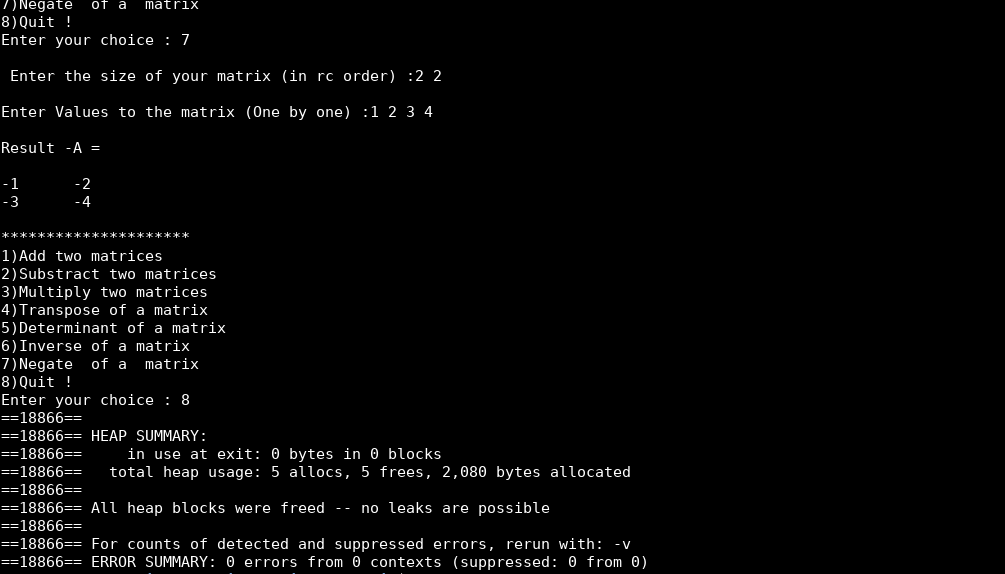 7)Negate  of a  matrix
8)Quit !
Enter your choice : 7
 Enter the size of your matrix (in rc order) :2 2
Enter Values to the matrix (One by one) :1 2 3 4
Result -A =
-1      -2
-3      -4
*********************
1)Add two matrices
2)Substract two matrices
3)Multiply two matrices
4)Transpose of a matrix
5)Determinant of a matrix
6)Inverse of a matrix
7)Negate  of a  matrix
8)Quit !
Enter your choice : 8
==18866==
==18866== HEAP SUMMARY:
==18866==     in use at exit: 0 bytes in 0 blocks
==18866==   total heap usage: 5 allocs, 5 frees, 2,080 bytes allocated
==18866==
==18866== All heap blocks were freed -- no leaks are possible
==18866==
==18866== For counts of detected and suppressed errors, rerun with: -v
==18866== ERROR SUMMARY: 0 errors from 0 contexts (suppressed: 0 from 0)